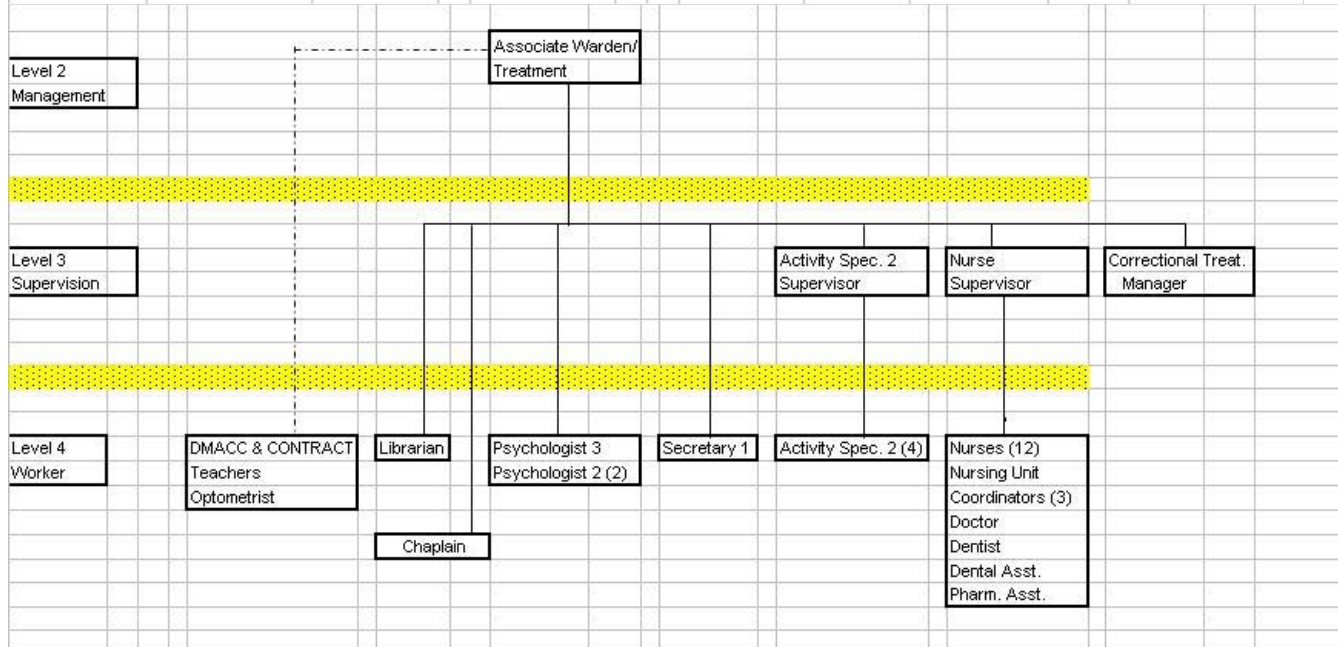 Associate Warden/
Treatment
Level 2
Management
Level 3
Supervision
Activity Spec. 2
Supervisor
Nurse
Supervisor
Correctional Treat.
Manager
Level 4
Worker
DMACC & CONTRACT
Teachers
Optometrist
Librarian
Psychologist 3
Psychologist 2 (2)
Secretary 1
Activity Spec. 2 (4)
Nurses (12)
Nursing Unit
Coordinators (3)
Doctor
Dentist
Dental Asst.
Pharm. Asst.
Chaplain